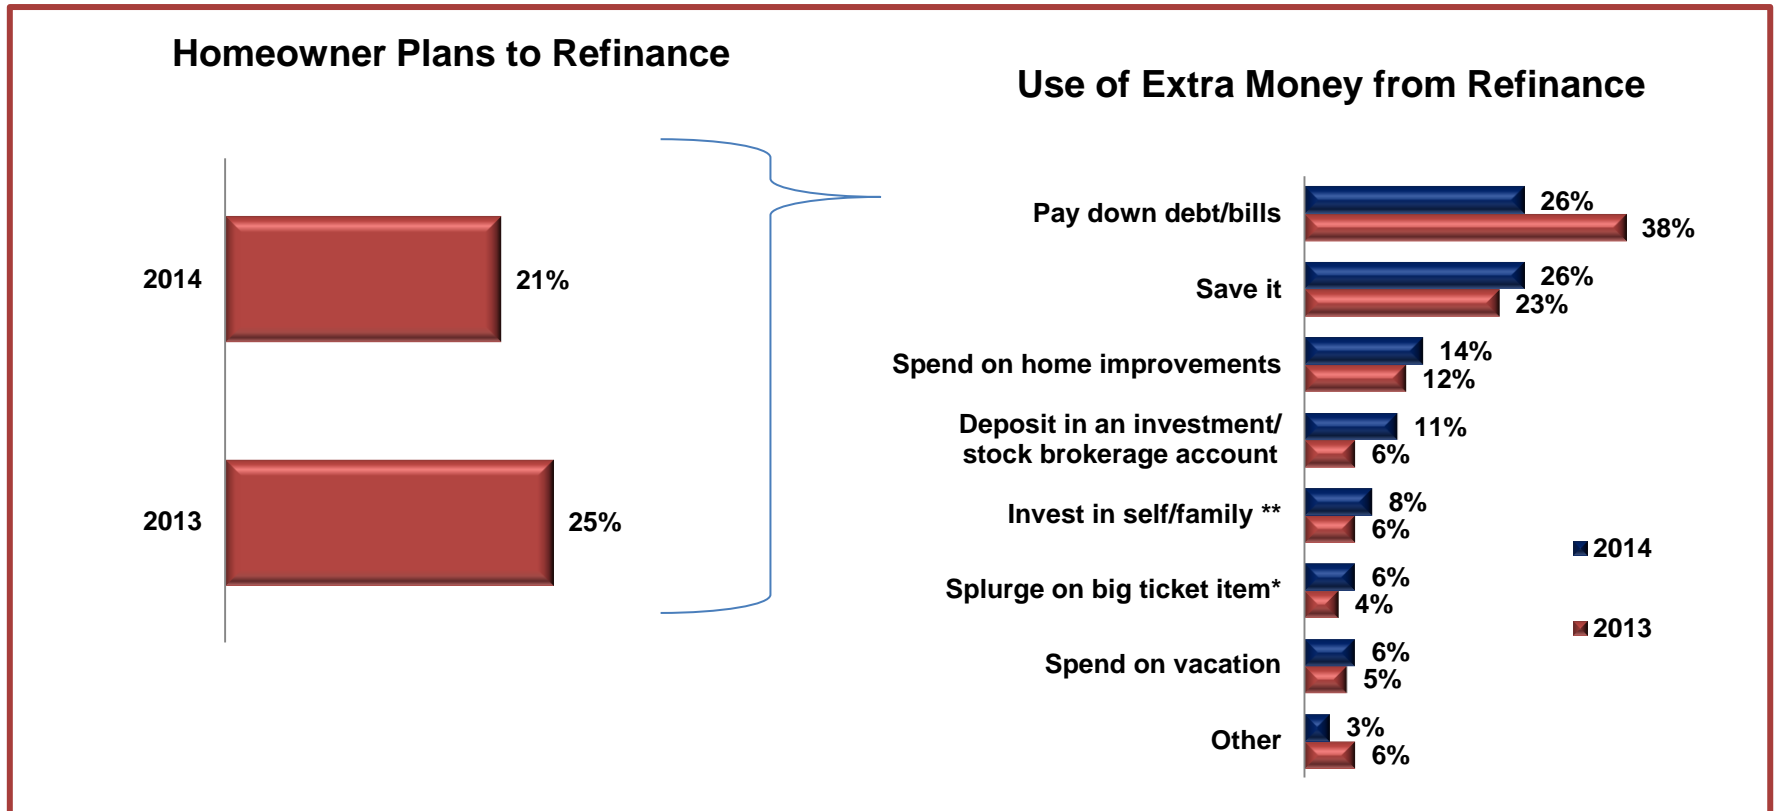 Homeowner Plans to Refinance
2014
21%
2013
25%
Use of Extra Money from Refinance
Pay down debt/bills
26%
38%
Save it
26%
23%
Spend on home improvements
14%
12%
Deposit in an investment/
stock brokerage account
11%
6%
Invest in self/family **
8%
6%
Splurge on big ticket item*
6%
4%
Spend on vacation
6%
5%
Other
3%
6%
2014
2013